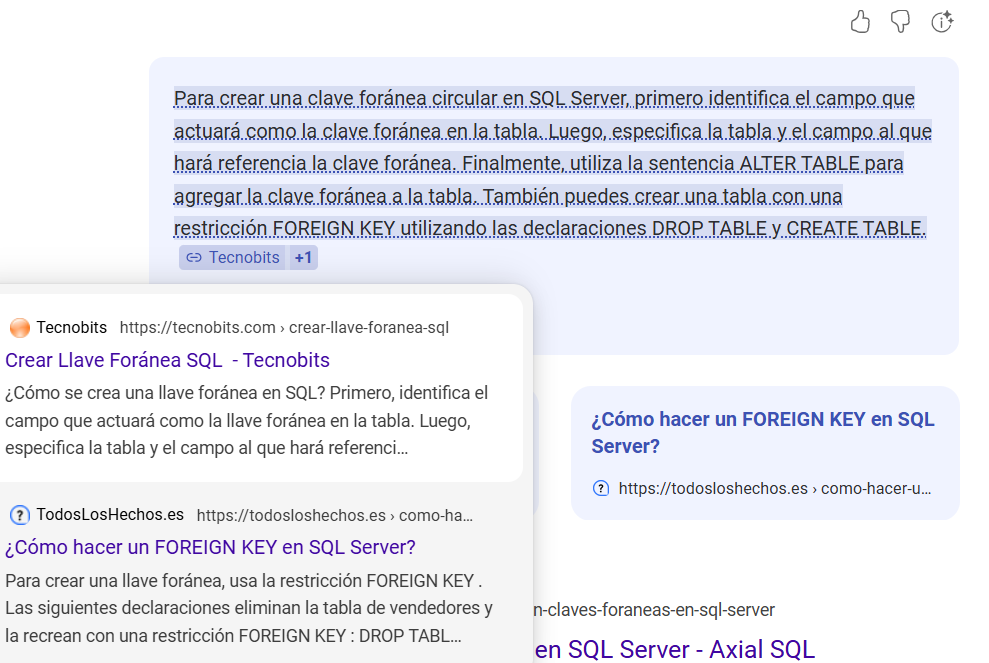 Para crear una clave foránea circular en SQL Server, primero identifica el campo que
actuará como la clave foránea en la tabla. Luego, especifica la tabla y el campo al que
hará referencia la clave foránea. Finalmente, utiliza la sentencia ALTER TABLE para
agregar la clave foránea a la tabla. También puedes crear una tabla con una
restricción FOREIGN KEY utilizando las declaraciones DROP TABLE y CREATE TABLE.
Tecnobits +1
Tecnobits https://tecnobits.com › crear-llave-foranea-sql
Crear Llave Foránea SQL - Tecnobits
¿Cómo se crea una llave foránea en SQL? Primero, identifica el
campo que actuará como la llave foránea en la tabla. Luego,
especifica la tabla y el campo al que hará referenci...
TodosLosHechos.es https://todosloshechos.es › como-ha...
¿Cómo hacer un FOREIGN KEY en SQL Server?
Para crear una llave foránea, usa la restricción FOREIGN KEY .
Las siguientes declaraciones eliminan la tabla de vendedores y
la recrean con una restricción FOREIGN KEY : DROP TABL...
¿Cómo hacer un FOREIGN KEY en SQL
Server?
https://todosloshechos.es › como-hacer-u...
n-claves-foraneas-en-sql-server
en SQL Server - Axial SQL